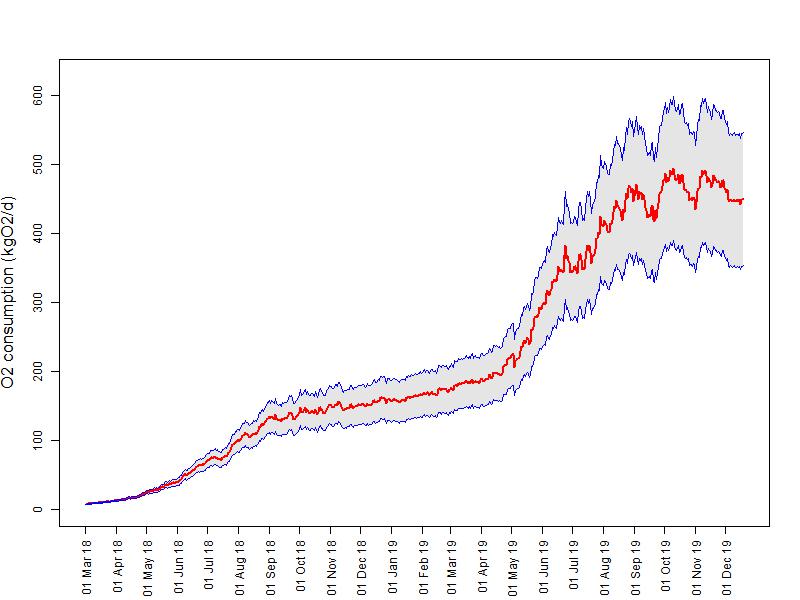 O2 consumption (kgO2/d)
600
500
400
300
200
100
0
01 Mar 18
01 Apr 18
01 May 18
01 Jun 18
01 Jul 18
01 Aug 18
01 Sep 18
01 Oct 18
01 Nov 18
01 Dec 18
01 Jan 19
01 Feb 19
01 Mar 19
01 Apr 19
01 May 19
01 Jun 19
01 Jul 19
01 Aug 19
01 Sep 19
01 Oct 19
01 Nov 19
01 Dec 19